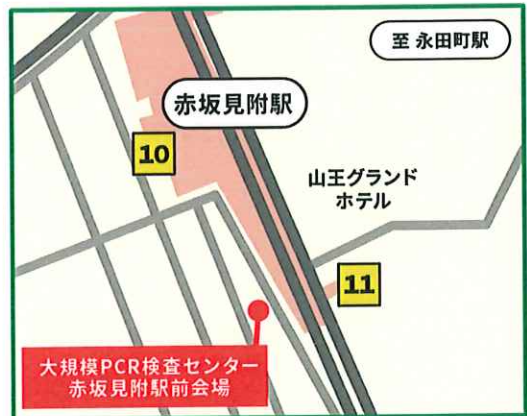 至 永田町駅
赤坂見附駅
10
山王グランド
ホテル
11
大規模PCR検査センター
赤坂見附駅前会場